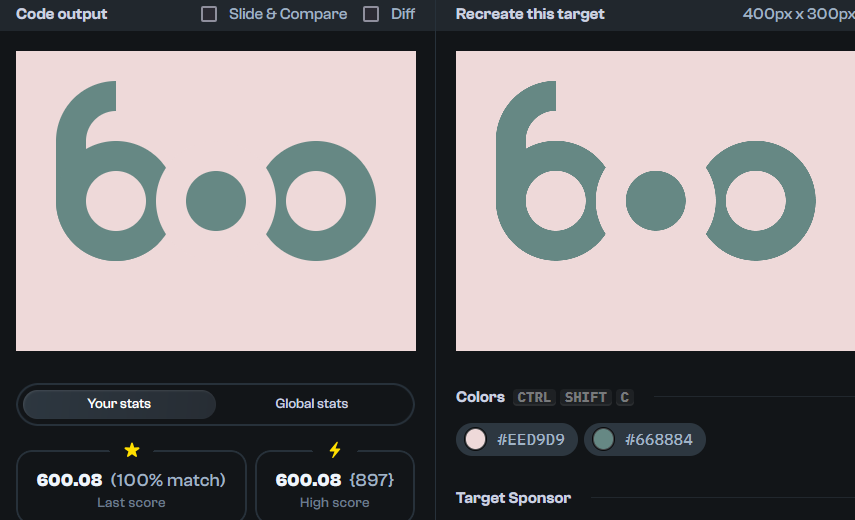 Code output
Slide & Compare
Diff
Recreate this target
400px x 300px
Your stats
Global stats
600.08 (100% match)
Last score
600.08 {897}
High score
Colors CTRL SHIFT C
#EED9D9
#668884
Target Sponsor